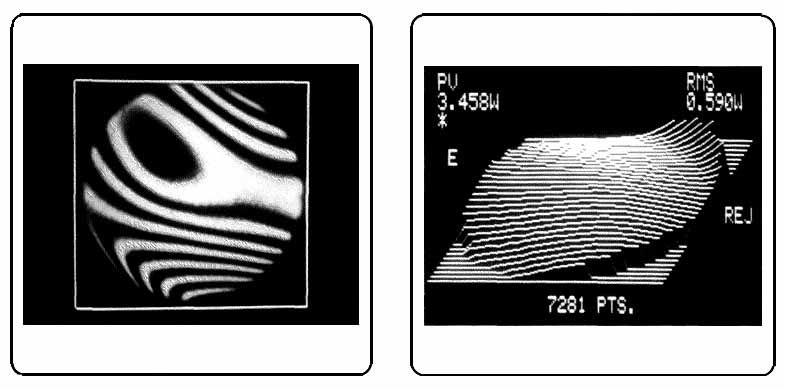 PV
3.458W
*
RMS
0.590W
E
REJ
7281 PTS.